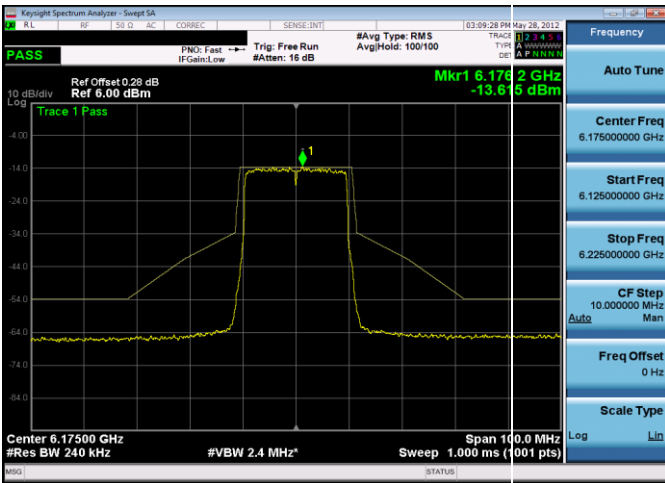 Keysight Spectrum Analyzer - Swept SA
RL RF 50 Ω AC CORREC SENSE:INT 03:09:28 PM May 28, 2012
PASS
PNO: Fast
IFGain:Low
Trig: Free Run
#Atten: 16 dB
#Avg Type: RMS
Avg|Hold: 100/100
TRACE 1 2 3 4 5 6
TYPE A WWWWW
DET A P N N N N
Ref Offset 0.28 dB
10 dB/div Ref 6.00 dBm
Log
Mkr1 6.176 2 GHz
-13.615 dBm
Trace 1 Pass
1
-4.00
-14.0
-24.0
-34.0
-44.0
-54.0
-64.0
-74.0
-84.0
Center 6.17500 GHz Span 100.0 MHz
#Res BW 240 kHz #VBW 2.4 MHz* Sweep 1.000 ms (1001 pts)
MSG STATUS
Frequency
Auto Tune
Center Freq
6.175000000 GHz
Start Freq
6.125000000 GHz
Stop Freq
6.225000000 GHz
CF Step
10.000000 MHz
Auto Man
Freq Offset
0 Hz
Scale Type
Log Lin